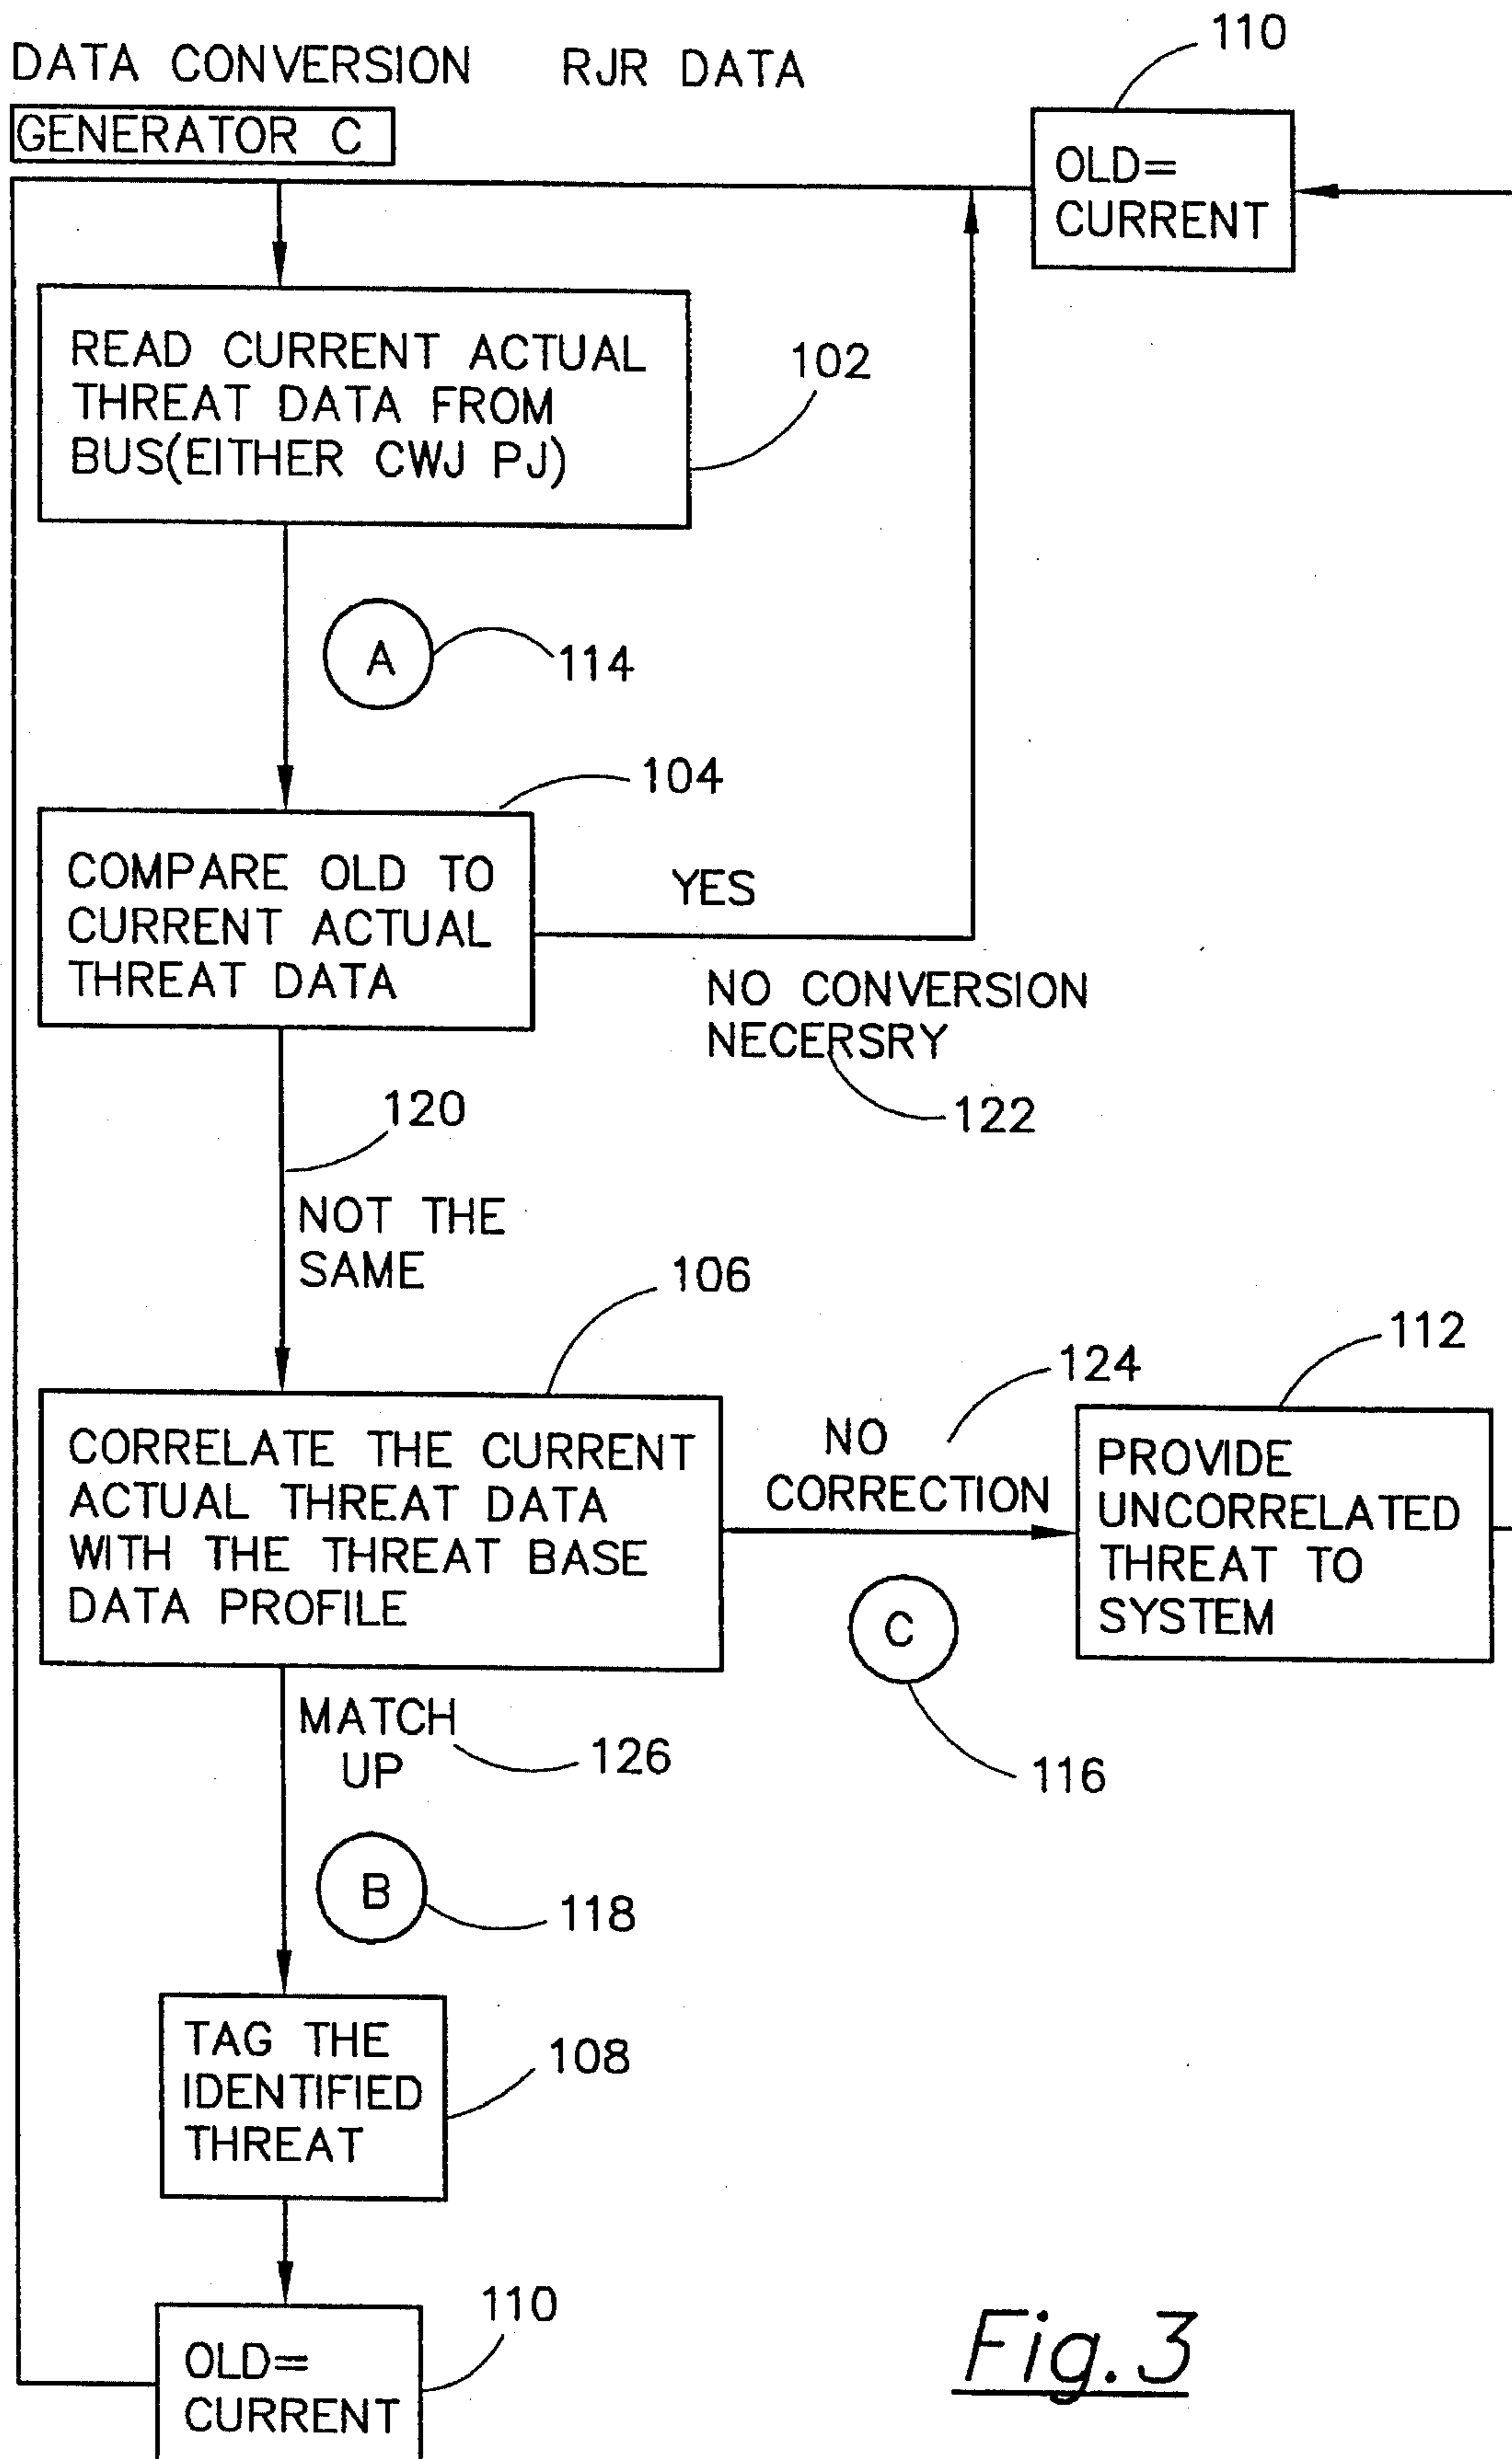 DATA CONVERSION RJR DATA
GENERATOR C
110
OLD=
CURRENT
READ CURRENT ACTUAL
THREAT DATA FROM
BUS(EITHER CWJ PJ)
102
A
114
104
COMPARE OLD TO
CURRENT ACTUAL
THREAT DATA
YES
NO CONVERSION
NECERSRY
122
120
NOT THE
SAME
106
CORRELATE THE CURRENT
ACTUAL THREAT DATA
WITH THE THREAT BASE
DATA PROFILE
124
NO
CORRECTION
112
PROVIDE
UNCORRELATED
THREAT TO
SYSTEM
C
116
MATCH
UP
126
B
118
TAG THE
IDENTIFIED
THREAT
108
110
OLD=
CURRENT
Fig. 3